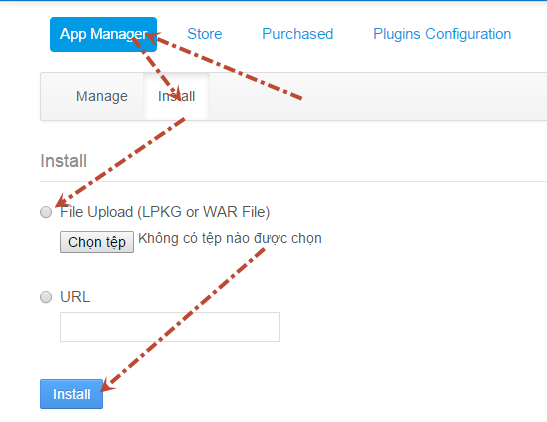 App Manager Store Purchased Plugins Configuration
Manage Install
Install
File Upload (LPKG or WAR File)
Chọn tệp Không có tệp nào được chọn
URL
Install